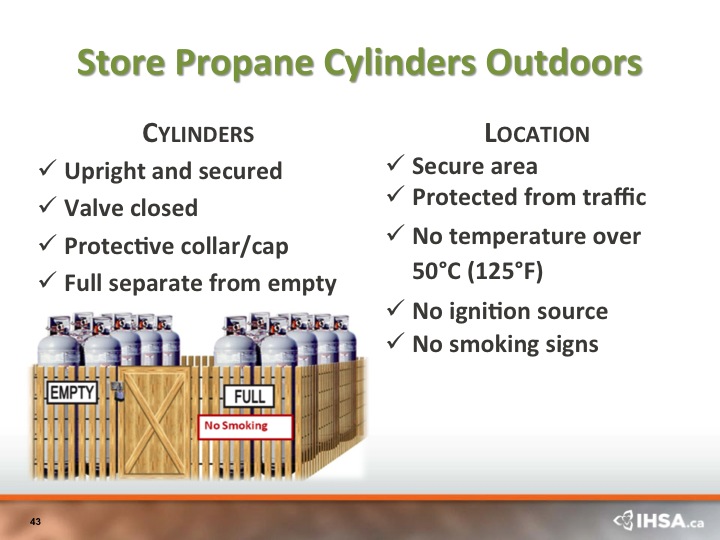 Store Propane Cylinders Outdoors
CYLINDERS
✓ Upright and secured
✓ Valve closed
✓ Protective collar/cap
✓ Full separate from empty
LOCATION
✓ Secure area
✓ Protected from traffic
✓ No temperature over
50°C (125°F)
✓ No ignition source
✓ No smoking signs
EMPTY
FULL
No Smoking
43
IHSA.ca